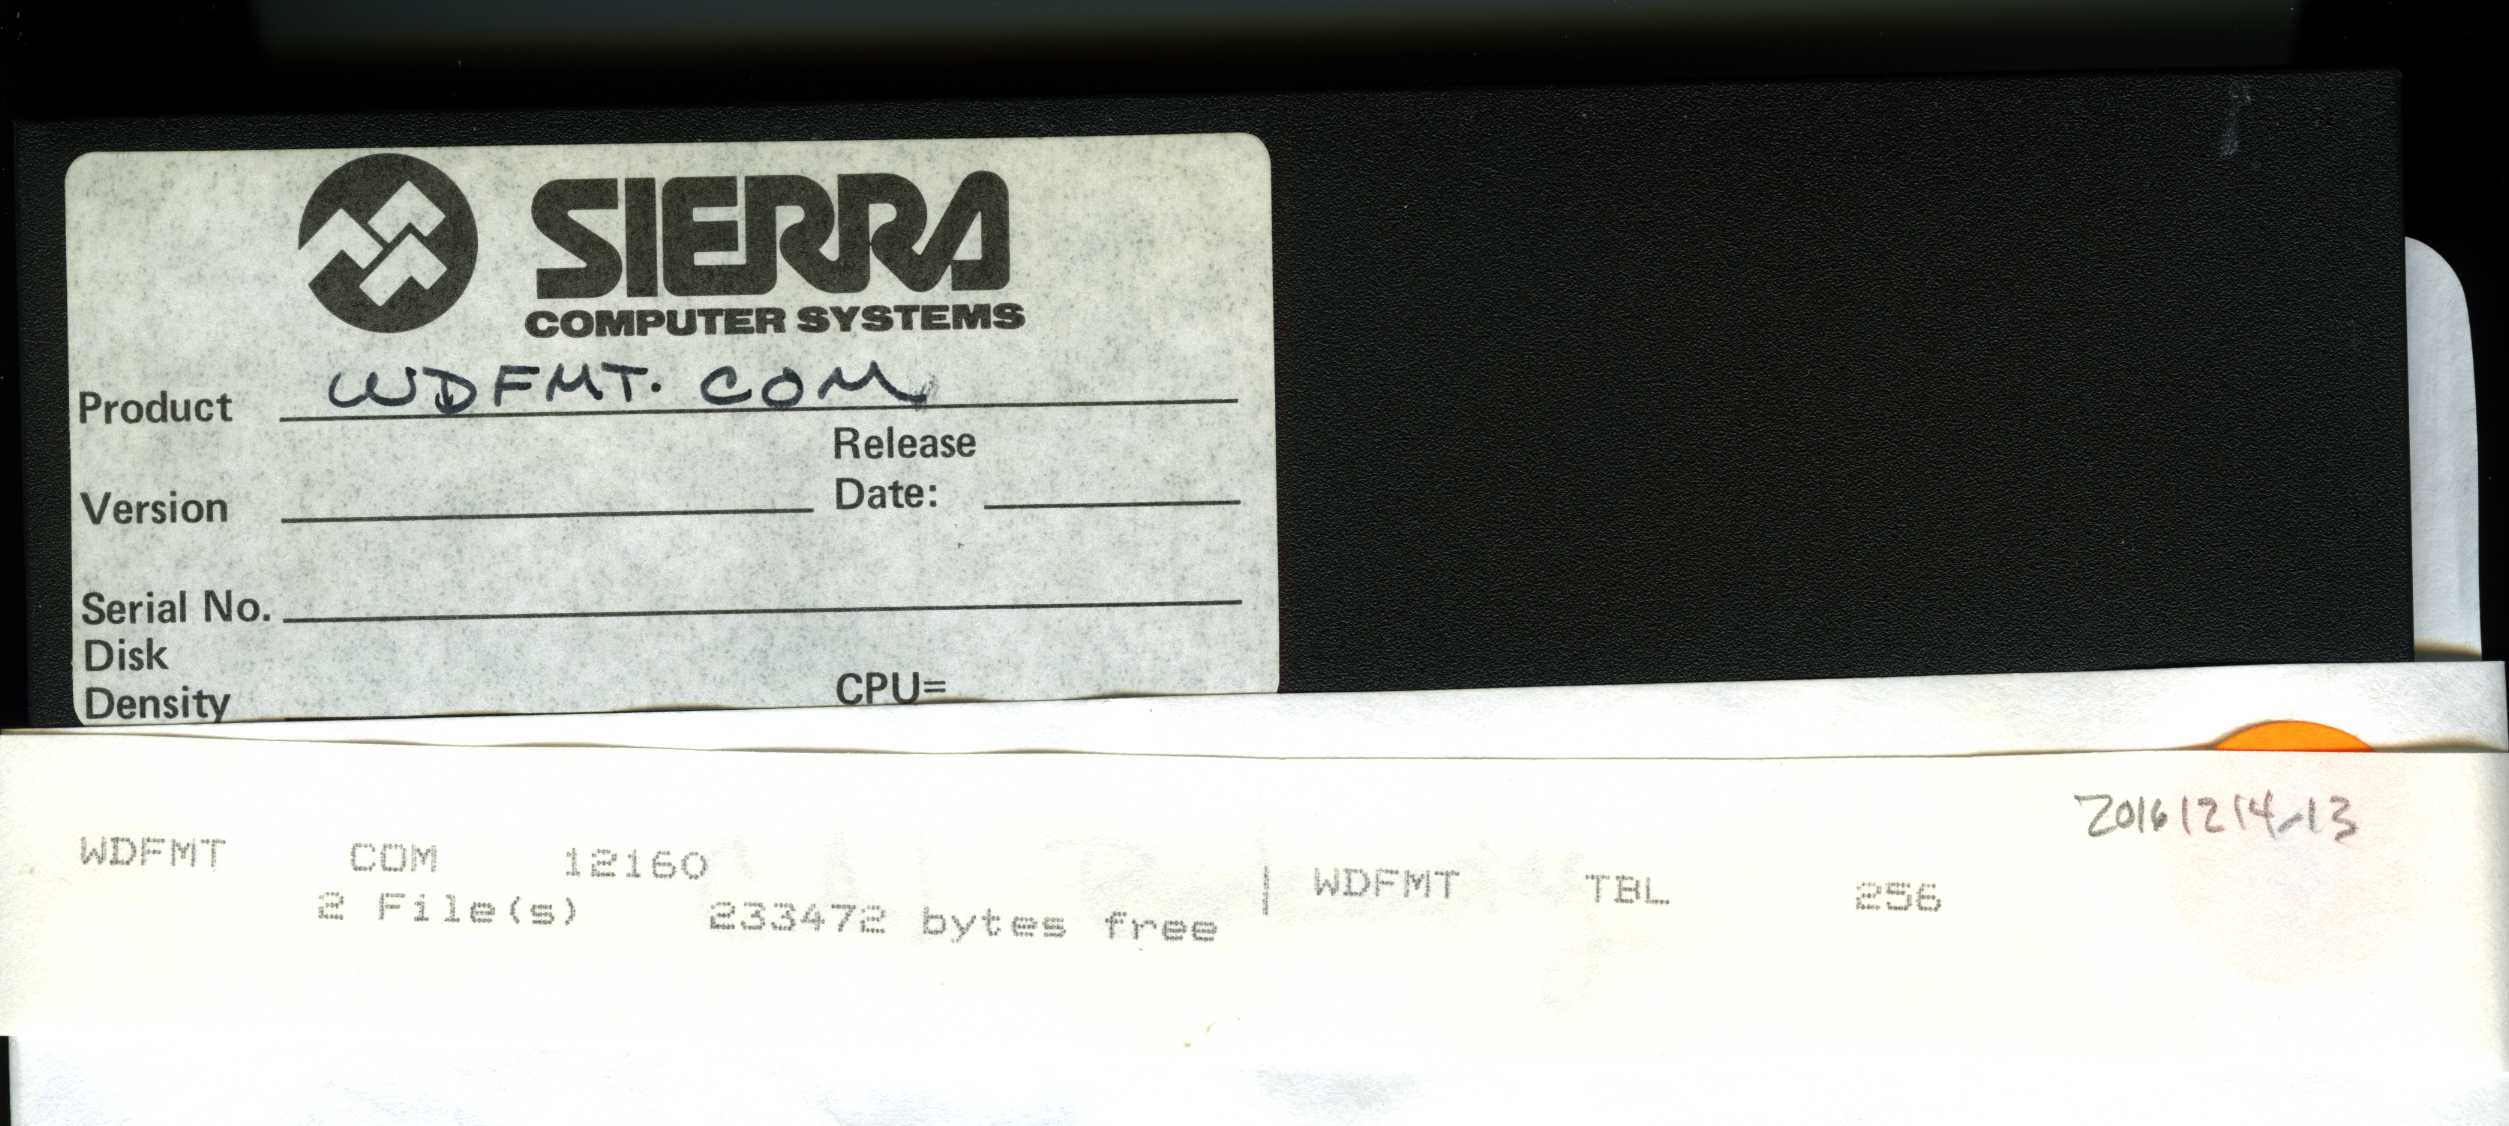 SIERRA
COMPUTER SYSTEMS
Product WDFMT.COM
Release
Version Date:
Serial No.
Disk
Density CPU=
20161214-13
WDFMT COM 12160 | WDFMT TBL 256
2 File(s) 233472 bytes free